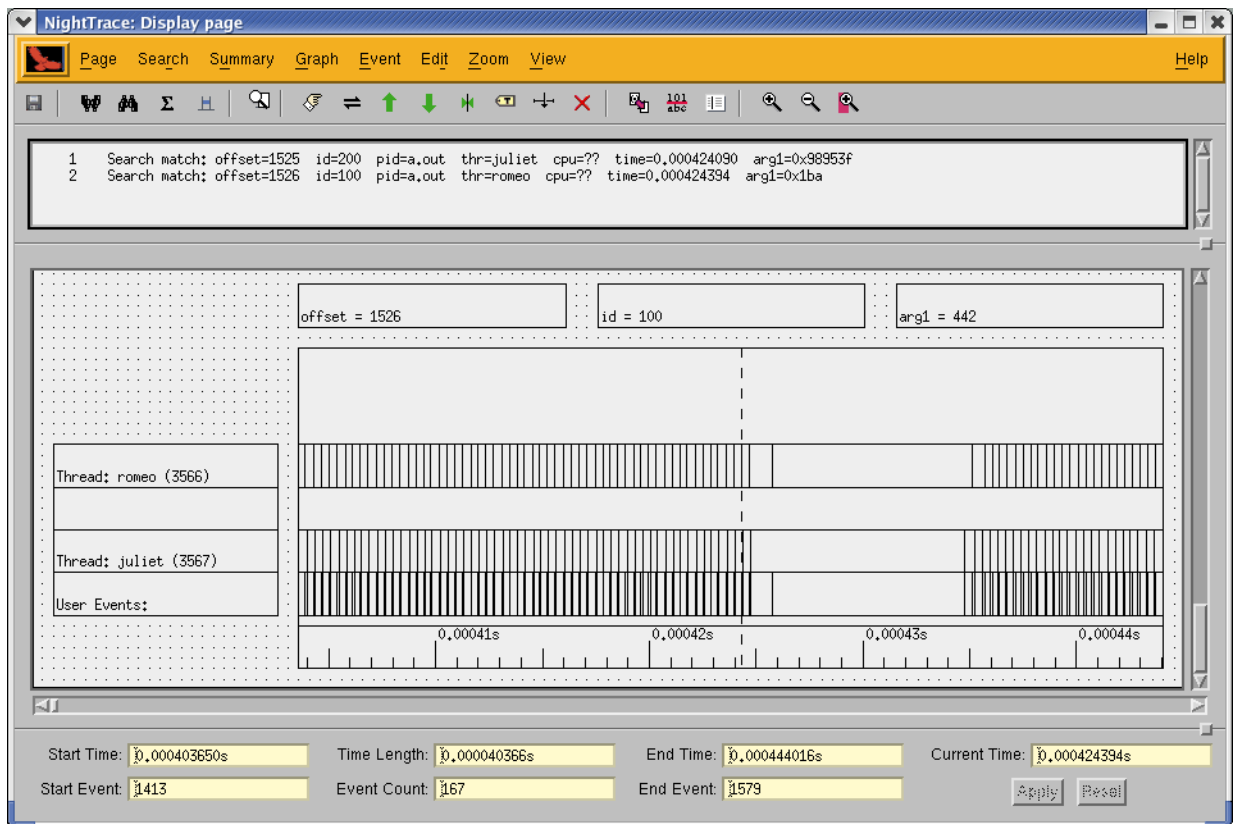 NightTrace: Display page
Page Search Summary Graph Event Edit Zoom View Help
Σ H T 101 abc
1 Search match: offset=1525 id=200 pid=a.out thr=juliet cpu=?? time=0.000424090 arg1=0x98953f
2 Search match: offset=1526 id=100 pid=a.out thr=romeo cpu=?? time=0.000424394 arg1=0x1ba
offset = 1526 id = 100 arg1 = 442
Thread: romeo (3566)
Thread: juliet (3567)
User Events:
0.00041s 0.00042s 0.00043s 0.00044s
Start Time: 0.000403650s Time Length: 0.000040366s End Time: 0.000444016s Current Time: 0.000424394s
Start Event: 1413 Event Count: 167 End Event: 1579 Apply Reset